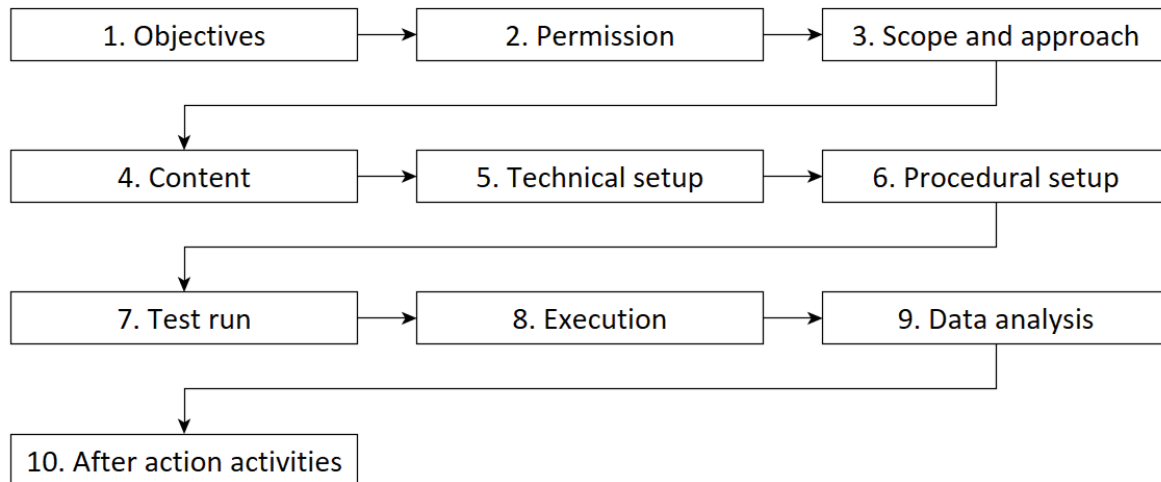 1. Objectives
2. Permission
3. Scope and approach
4. Content
5. Technical setup
6. Procedural setup
7. Test run
8. Execution
9. Data analysis
10. After action activities